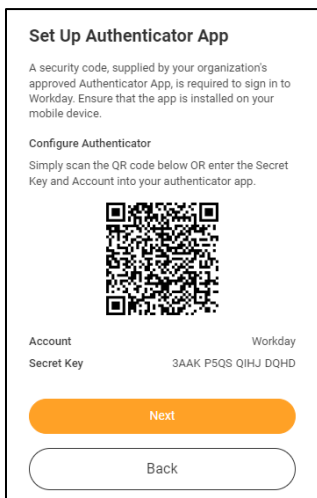 Set Up Authenticator App
A security code, supplied by your organization's
approved Authenticator App, is required to sign in to
Workday. Ensure that the app is installed on your
mobile device.
Configure Authenticator
Simply scan the QR code below OR enter the Secret
Key and Account into your authenticator app.
Account Workday
Secret Key 3AAK P5QS QIHJ DQHD
Next
Back